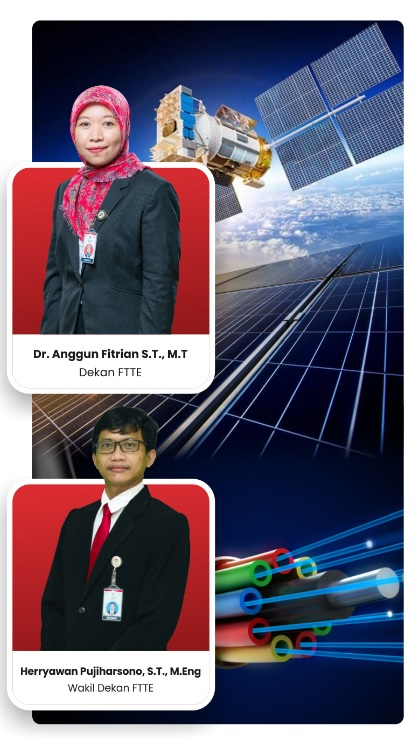 Dr. Anggun Fitrian S.T., M.T
Dekan FTTE
Herryawan Pujiharsono, S.T., M.Eng
Wakil Dekan FTTE